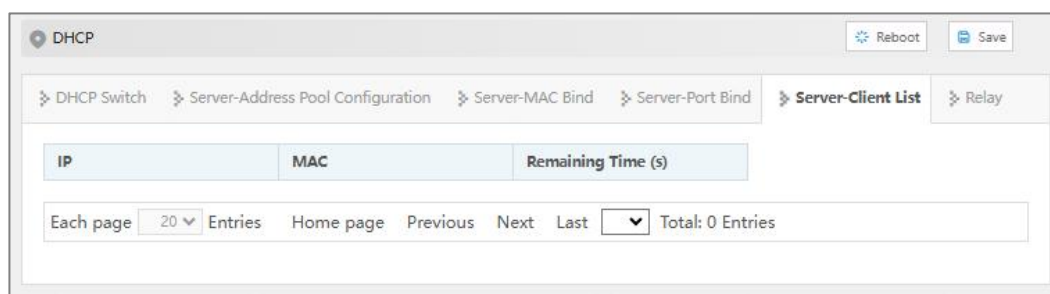 DHCP Reboot Save
DHCP Switch Server-Address Pool Configuration Server-MAC Bind Server-Port Bind Server-Client List Relay
IP MAC Remaining Time (s)
Each page 20 Entries Home page Previous Next Last Total: 0 Entries